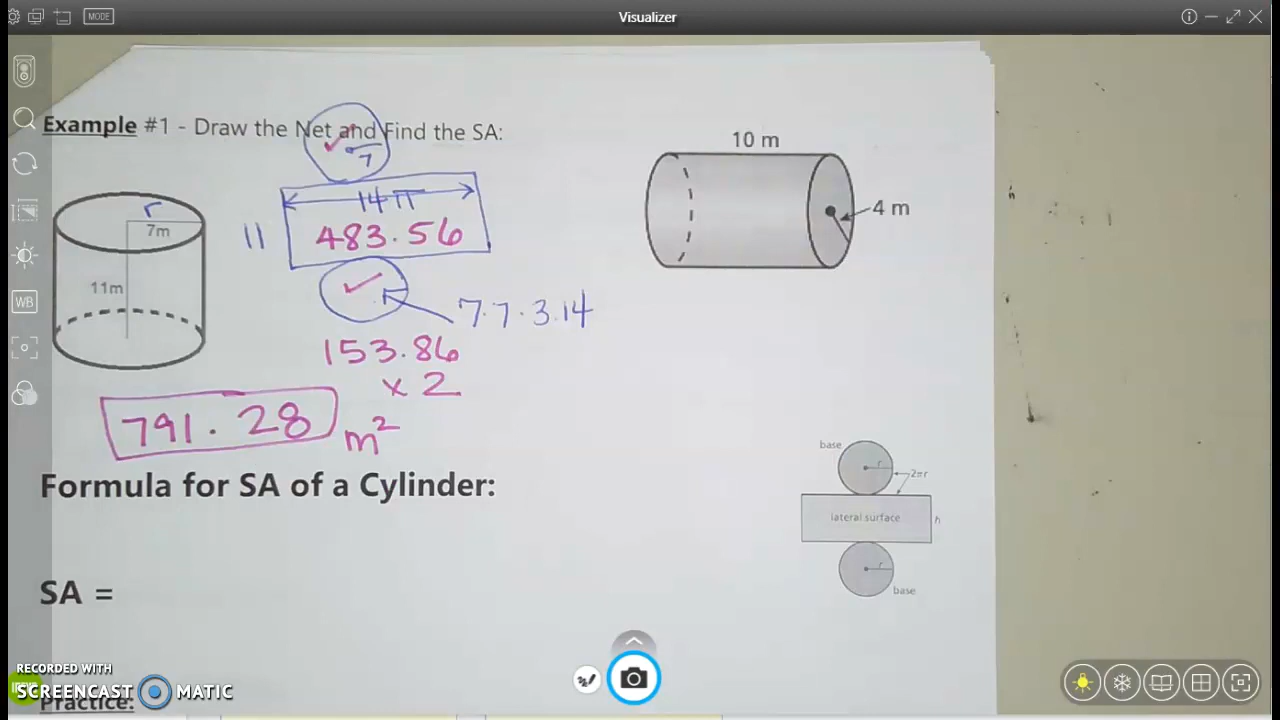 MODE
Visualizer
Example #1 - Draw the Net and Find the SA:
7
14π
11
483.56
7·7·3.14
153.86
x 2
791.28 m²
r
7m
11m
10 m
4 m
Formula for SA of a Cylinder:
base
r
2πr
lateral surface
h
r
base
SA =
WB
RECORDED WITH
SCREENCAST MATIC
Practice: